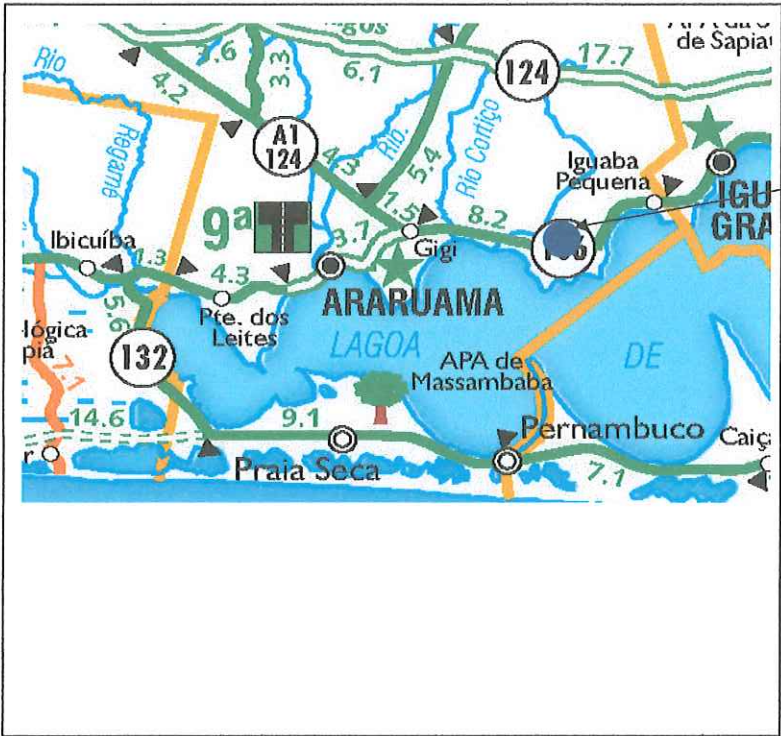 de Sapiat
Rio
3.6
3.3
6.1
124
17.7
4.2
Regamé
A1
124
4.3
Rio.
5.4
Rio Cortiço
Iguaba
Pequena
IGU
GRA
9ª
1.5
8.2
Gigi
3.7
Ibicuíba
1.3
4.3
ARARUAMA
Pte. dos
Leites
5.6
lógica
pia
132
7.1
LAGOA
DE
APA de
Massambaba
14.6
9.1
Pernambuco
Caiça
Praia Seca
7.1